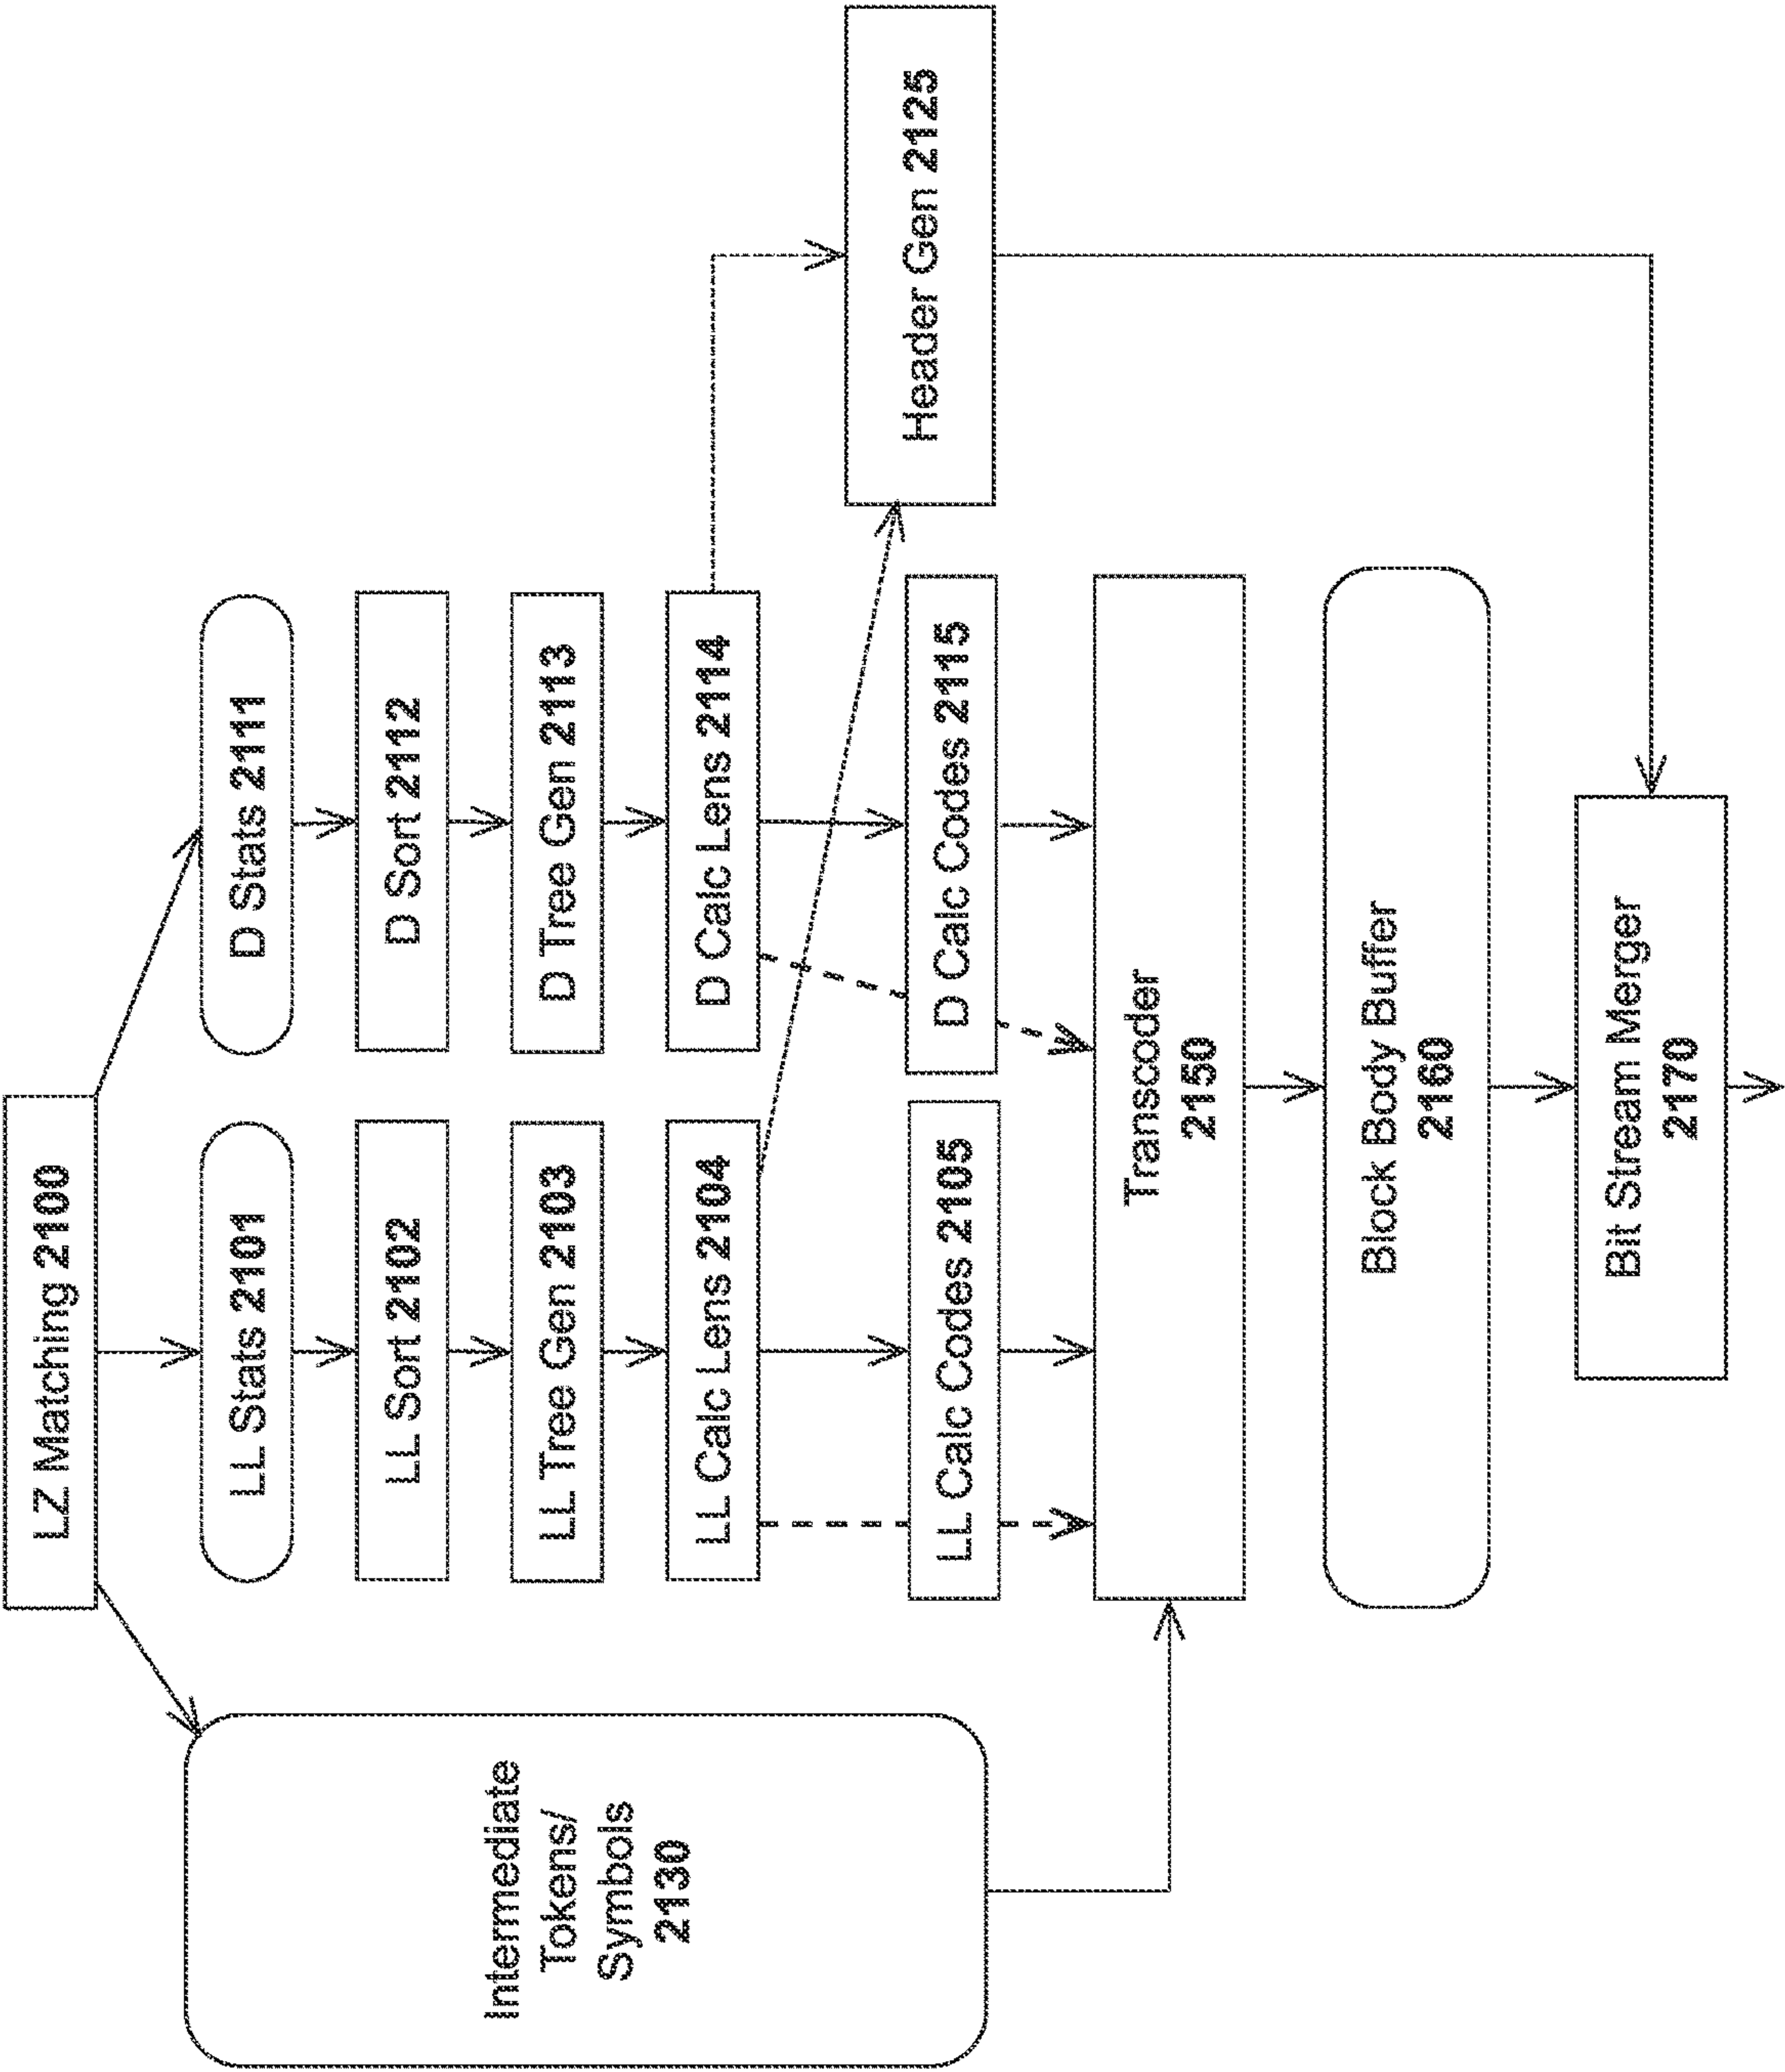 LZ Matching 2100
Intermediate
Tokens/
Symbols
2130
LL Stats 2101
D Stats 2111
LL Sort 2102
D Sort 2112
LL Tree Gen 2103
D Tree Gen 2113
LL Calc Lens 2104
D Calc Lens 2114
Header Gen 2125
LL Calc Codes 2105
D Calc Codes 2115
Transcoder
2150
Block Body Buffer
2160
Bit Stream Merger
2170